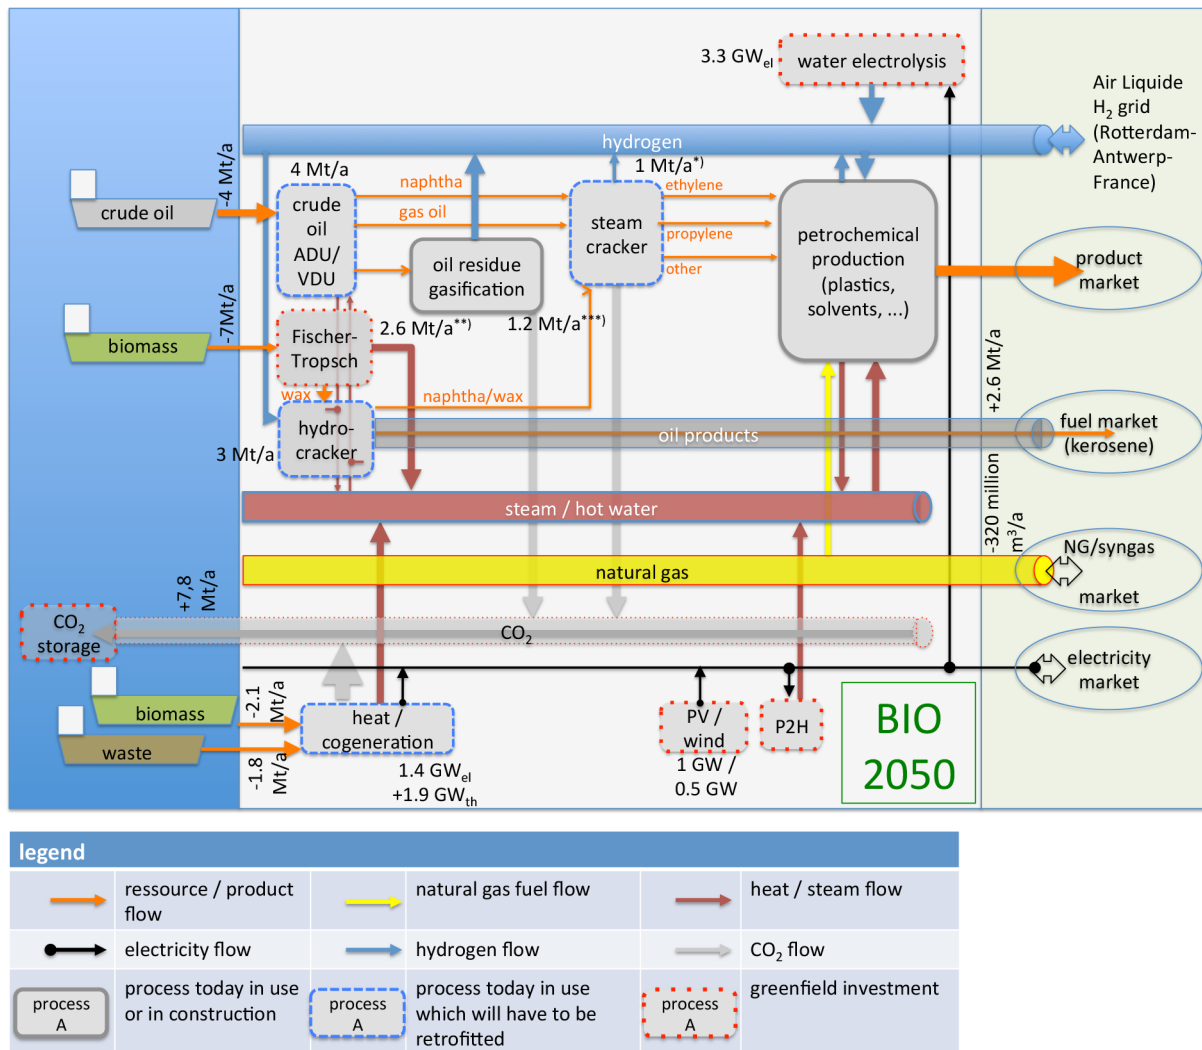 3.3 GWel
water electrolysis
Air Liquide
H2 grid
(Rotterdam-
Antwerp-
France)
hydrogen
-4 Mt/a
4 Mt/a
naphtha
1 Mt/a*)
ethylene
crude oil
crude
oil
ADU/
VDU
gas oil
steam
cracker
propylene
other
petrochemical
production
(plastics,
solvents, ...)
product
market
oil residue
gasification
-7Mt/a
biomass
Fischer-
Tropsch
2.6 Mt/a**)
1.2 Mt/a***)
+2.6 Mt/a
wax
naphtha/wax
hydro-
cracker
3 Mt/a
oil products
fuel market
(kerosene)
steam / hot water
-320 million
m3/a
natural gas
NG/syngas
market
+7,8
Mt/a
CO2
storage
CO2
electricity
market
biomass
-2.1
Mt/a
waste
-1.8
Mt/a
heat /
cogeneration
1.4 GWel
+1.9 GWth
PV /
wind
1 GW /
0.5 GW
P2H
BIO
2050
legend
ressource / product
flow
natural gas fuel flow
heat / steam flow
electricity flow
hydrogen flow
CO2 flow
process
A
process today in use
or in construction
process
A
process today in use
which will have to be
retrofitted
process
A
greenfield investment